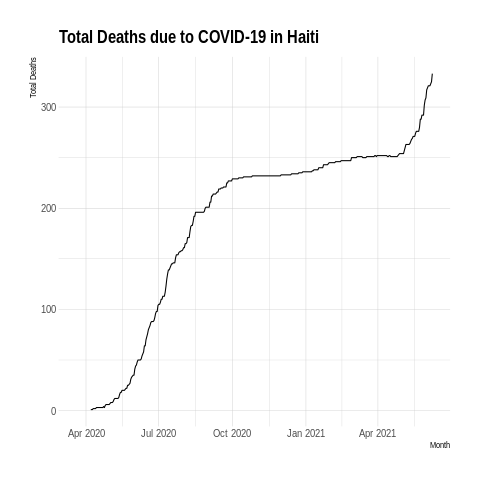 Total Deaths due to COVID-19 in Haiti
Total Deaths
300
200
100
0
Apr 2020 Jul 2020 Oct 2020 Jan 2021 Apr 2021
Month